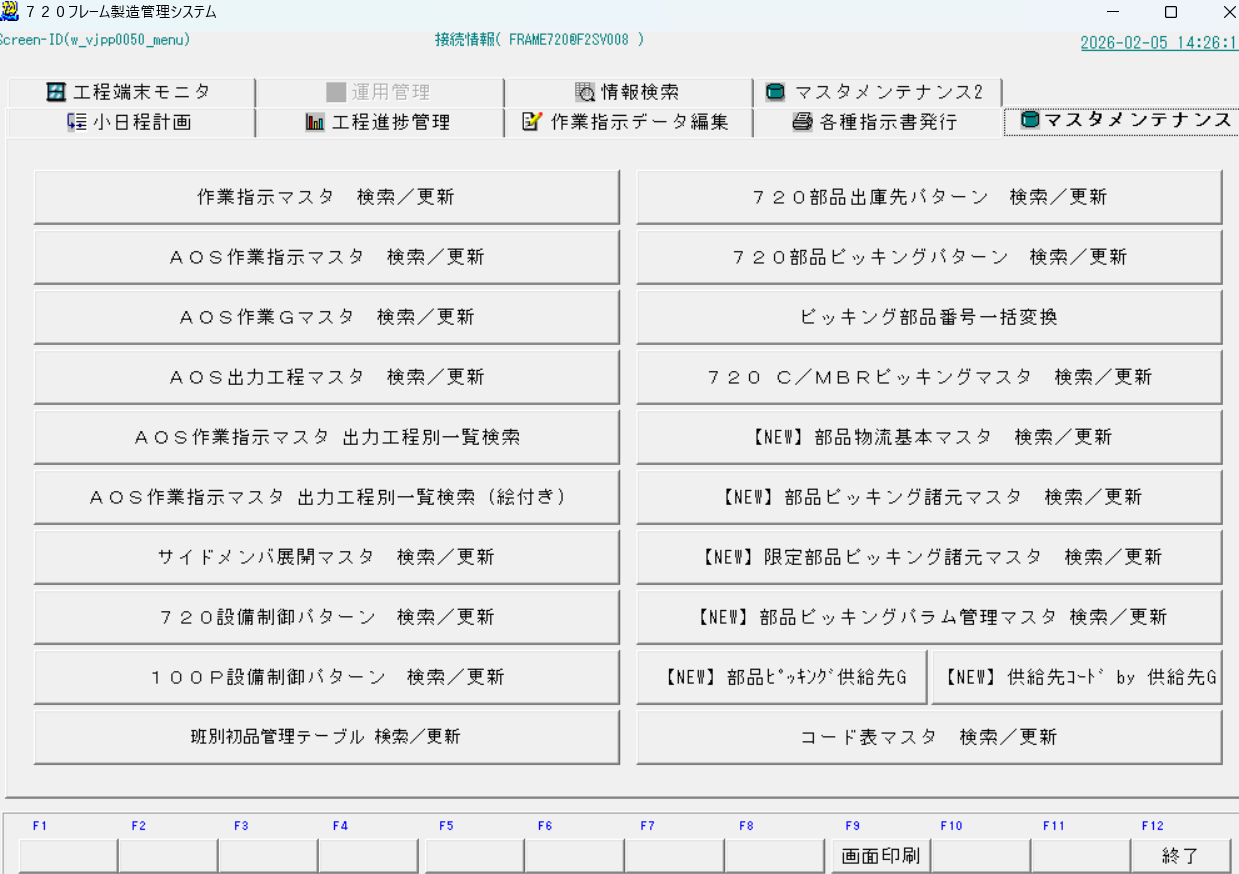 ７２０フレーム製造管理システム
Screen-ID(w_vjpp0050_menu)
接続情報( FRAME720@F2SV008 )
2026-02-05 14:26:1
工程端末モニタ
運用管理
情報検索
マスタメンテナンス2
小日程計画
工程進捗管理
作業指示データ編集
各種指示書発行
マスタメンテナンス
作業指示マスタ　検索／更新
７２０部品出庫先パターン　検索／更新
ＡＯＳ作業指示マスタ　検索／更新
７２０部品ピッキングパターン　検索／更新
ＡＯＳ作業Ｇマスタ　検索／更新
ピッキング部品番号一括変換
ＡＯＳ出力工程マスタ　検索／更新
７２０　Ｃ／ＭＢＲピッキングマスタ　検索／更新
ＡＯＳ作業指示マスタ 出力工程別一覧検索
【NEW】部品物流基本マスタ　検索／更新
ＡＯＳ作業指示マスタ 出力工程別一覧検索（絵付き）
【NEW】部品ピッキング諸元マスタ　検索／更新
サイドメンバ展開マスタ　検索／更新
【NEW】限定部品ピッキング諸元マスタ　検索／更新
７２０設備制御パターン　検索／更新
【NEW】部品ピッキングパラム管理マスタ 検索／更新
１００Ｐ設備制御パターン　検索／更新
【NEW】部品ﾋﾟｯｷﾝｸﾞ供給先G
【NEW】供給先ｺｰﾄﾞ by 供給先G
班別初品管理テーブル 検索／更新
コード表マスタ　検索／更新
F1
F2
F3
F4
F5
F6
F7
F8
F9
F10
F11
F12
画面印刷
終了